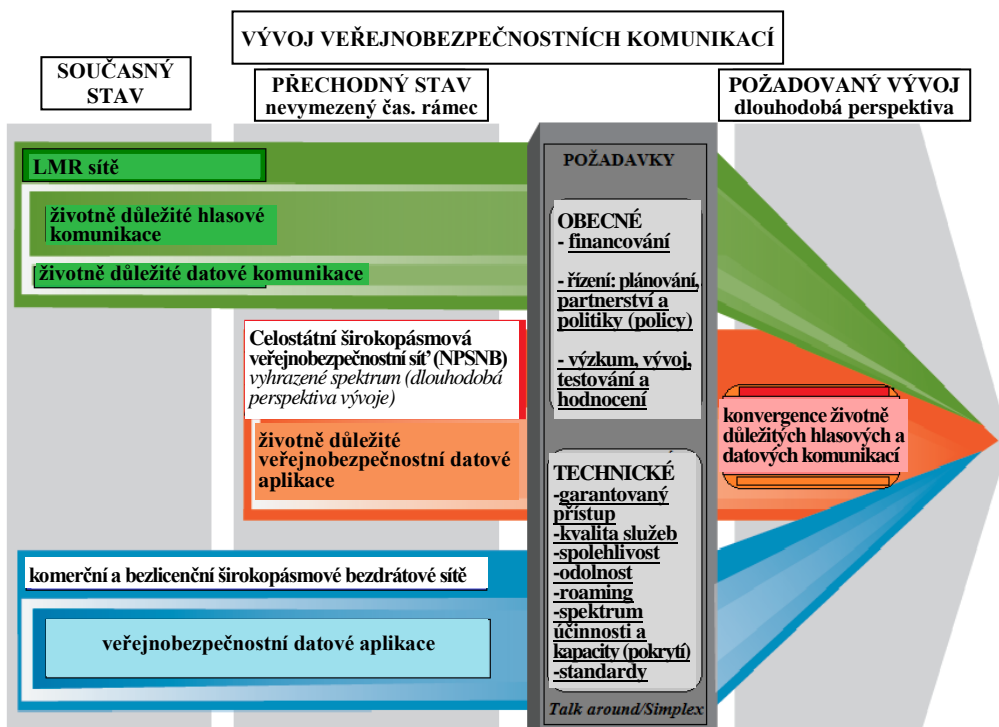 VÝVOJ VEŘEJNOBEZPEČNOSTNÍCH KOMUNIKACÍ
SOUČASNÝ
STAV
PŘECHODNÝ STAV
nevymezený čas. rámec
POŽADOVANÝ VÝVOJ
dlouhodobá perspektiva
LMR sítě
životně důležité hlasové
komunikace
životně důležité datové komunikace
Celostátní širokopásmová
veřejnobezpečnostní síť (NPSNB)
vyhrazené spektrum (dlouhodobá
perspektiva vývoje)
životně důležité
veřejnobezpečnostní datové
aplikace
komerční a bezlicenční širokopásmové bezdrátové sítě
veřejnobezpečnostní datové aplikace
POŽADAVKY
OBECNÉ
- financování
- řízení: plánování,
partnerství a
politiky (policy)
- výzkum, vývoj,
testování a
hodnocení
TECHNICKÉ
-garantovaný
přístup
-kvalita služeb
-spolehlivost
-odolnost
-roaming
-spektrum
účinnosti a
kapacity (pokrytí)
-standardy
Talk around/Simplex
konvergence životně
důležitých hlasových a
datových komunikací